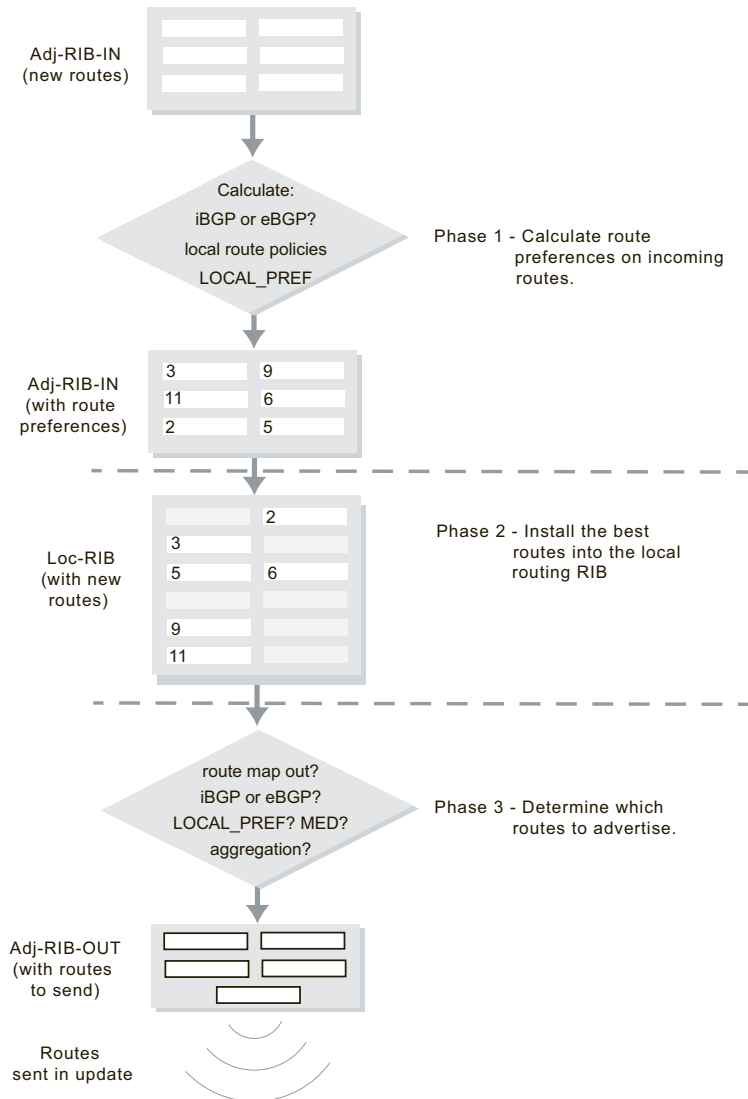 Adj-RIB-IN
(new routes)
Calculate:
iBGP or eBGP?
local route policies
LOCAL_PREF
Phase 1 - Calculate route
preferences on incoming
routes.
Adj-RIB-IN
(with route
preferences)
3 9
11 6
2 5
Loc-RIB
(with new
routes)
2
3
5 6
9
11
Phase 2 - Install the best
routes into the local
routing RIB
route map out?
iBGP or eBGP?
LOCAL_PREF? MED?
aggregation?
Phase 3 - Determine which
routes to advertise.
Adj-RIB-OUT
(with routes
to send)
Routes
sent in update